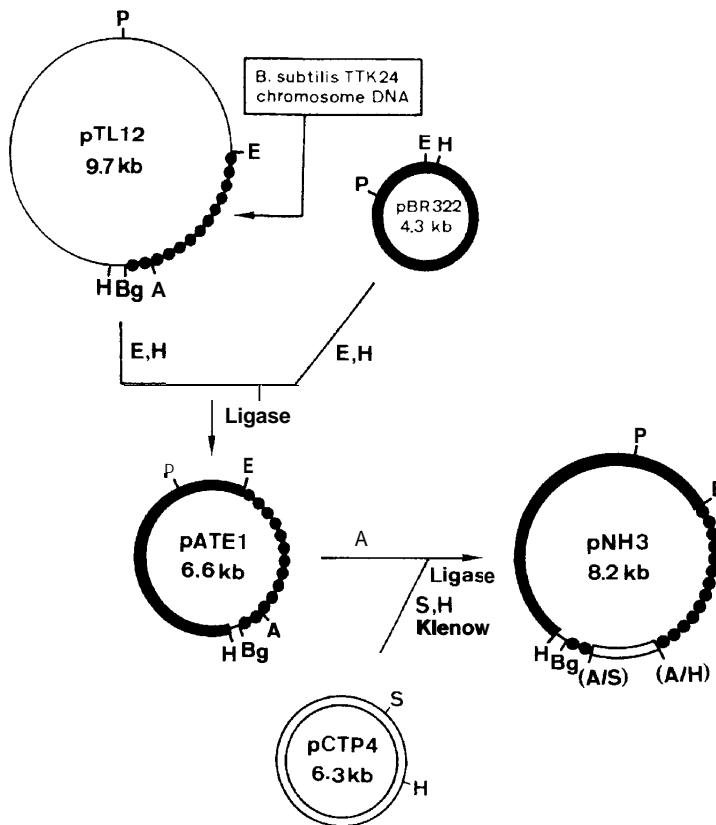 P
B. subtilis TTK24
chromosome DNA
pTL12
9.7 kb
E
E H
P
pBR322
4.3 kb
H Bg A
E,H
E,H
Ligase
P
E
P
E
pATE1
6.6 kb
A
pNH3
8.2 kb
Ligase
S,H
Klenow
A
H Bg
H Bg
(A/S)
(A/H)
S
pCTP4
6.3 kb
H